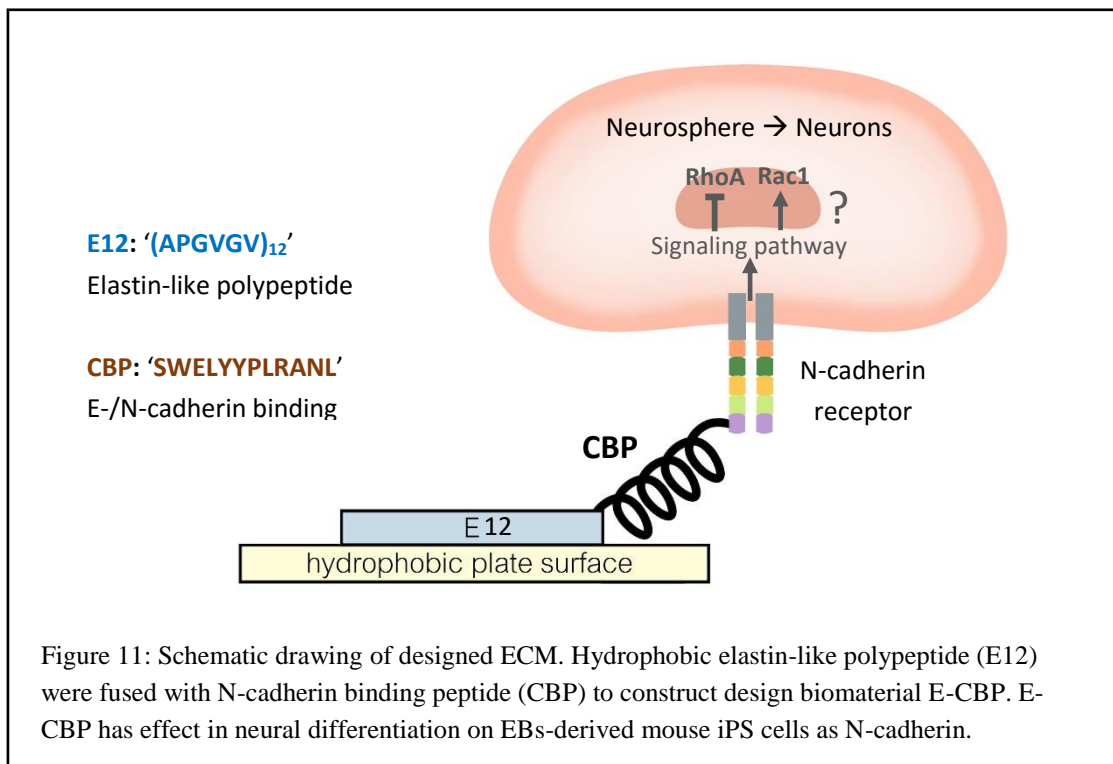 Neurosphere → Neurons
RhoA Rac1
?
Signaling pathway
E12: ‘(APGVGV)₁₂’
Elastin-like polypeptide
CBP: ‘SWELYYPLRANL’
E-/N-cadherin binding
N-cadherin
receptor
CBP
E12
hydrophobic plate surface
Figure 11: Schematic drawing of designed ECM. Hydrophobic elastin-like polypeptide (E12)
were fused with N-cadherin binding peptide (CBP) to construct design biomaterial E-CBP. E-
CBP has effect in neural differentiation on EBs-derived mouse iPS cells as N-cadherin.